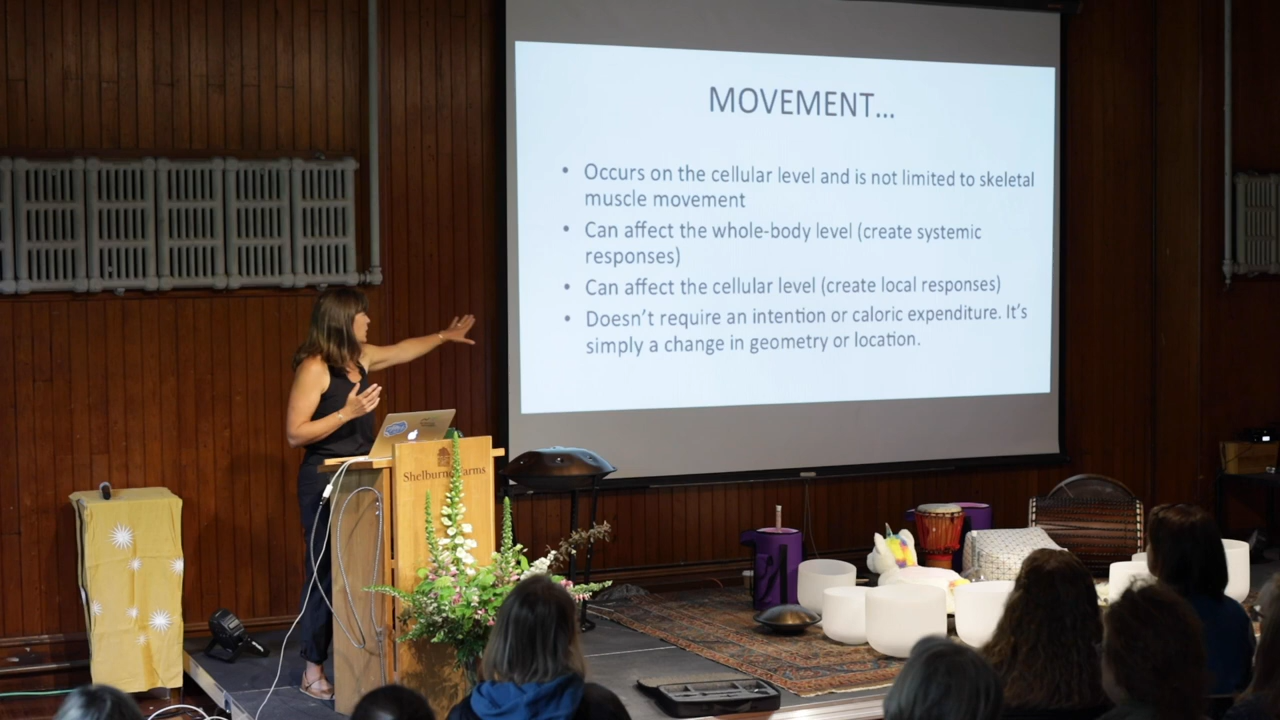 MOVEMENT...
• Occurs on the cellular level and is not limited to skeletal
muscle movement
• Can affect the whole-body level (create systemic
responses)
• Can affect the cellular level (create local responses)
• Doesn't require an intention or caloric expenditure. It's
simply a change in geometry or location.
Shelburne Farms